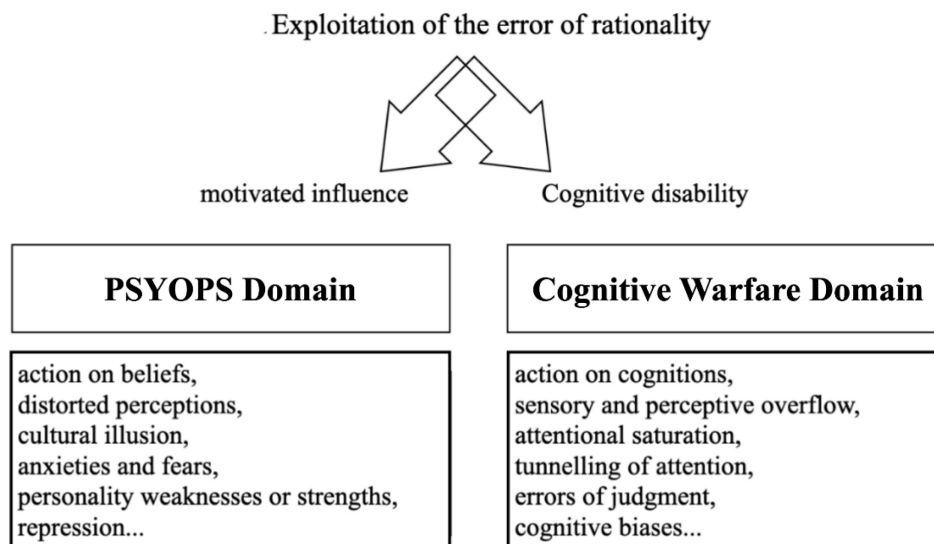 . Exploitation of the error of rationality
motivated influence
Cognitive disability
PSYOPS Domain
Cognitive Warfare Domain
action on beliefs,
distorted perceptions,
cultural illusion,
anxieties and fears,
personality weaknesses or strengths,
repression...
action on cognitions,
sensory and perceptive overflow,
attentional saturation,
tunnelling of attention,
errors of judgment,
cognitive biases...